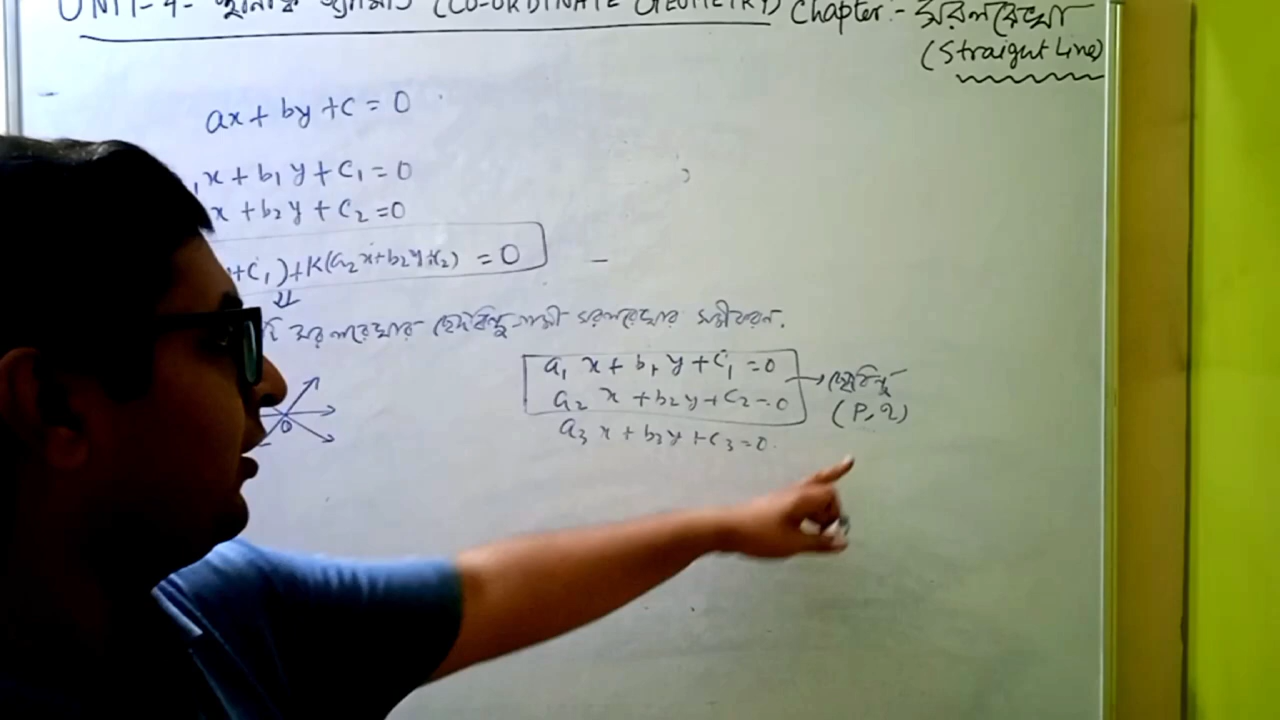 UNIT-4- স্থানাঙ্ক জ্যামিতি (CO-ORDINATE GEOMETRY) Chapter:- সরলরেখা
(Straight Line)
ax + by + c = 0
x + b₁y + c₁ = 0
x + b₂y + c₂ = 0
+c₁) + K(a₂x+b₂y+c₂) = 0
⇓
সরলরেখার ছেদবিন্দুগামী সরলরেখার সমীকরণ.
a₁x + b₁y + c₁ = 0
a₂x + b₂y + c₂ = 0 → ছেদবিন্দু
(P, q)
a₃x + b₃y + c₃ = 0.
O